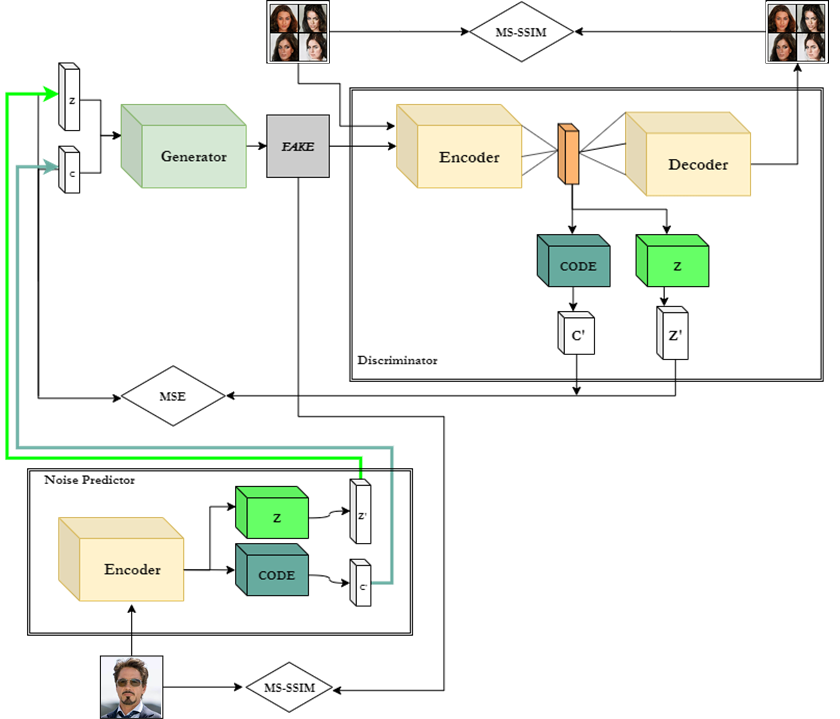 MS-SSIM
z
c
Generator
FAKE
Encoder
Decoder
CODE
Z
C'
Z'
Discriminator
MSE
Noise Predictor
Encoder
Z
Z'
CODE
C'
MS-SSIM